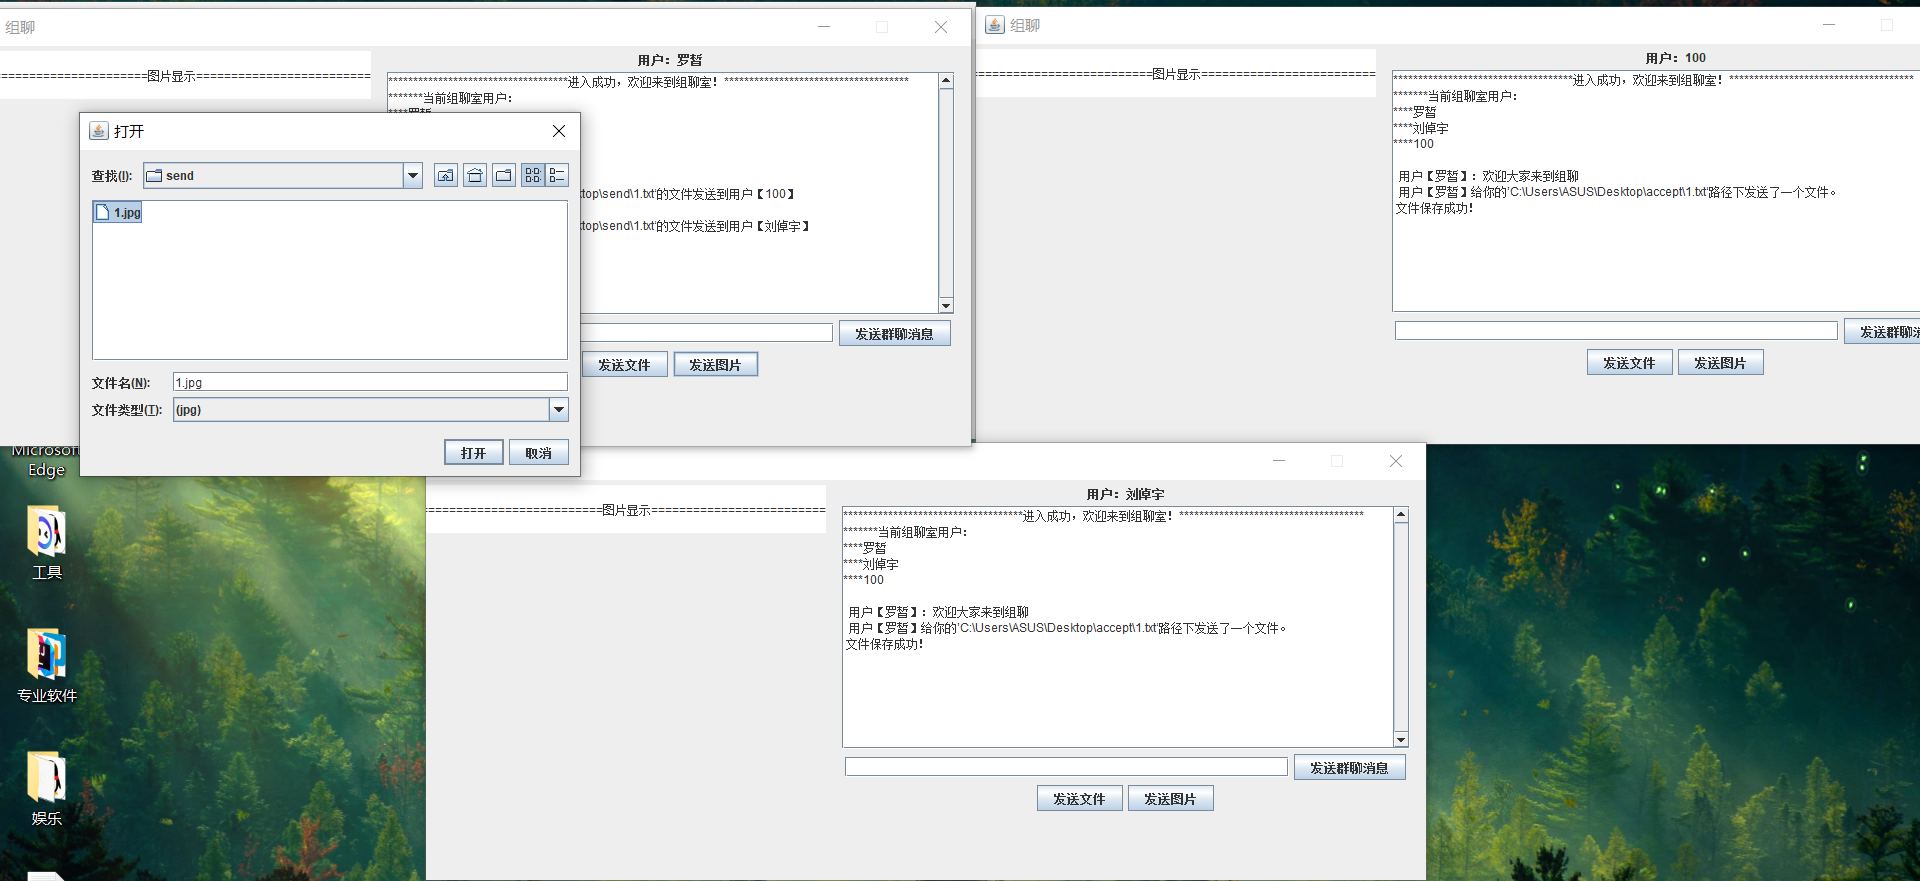 组聊
=====================图片显示=========================
用户：罗皙
************************************进入成功，欢迎来到组聊室！*************************************
*******当前组聊室用户：
****罗皙
top\send\1.txt'的文件发送到用户【100】
top\send\1.txt'的文件发送到用户【刘倬宇】
发送群聊消息
发送文件
发送图片
打开
查找(I):
send
1.jpg
文件名(N):
1.jpg
文件类型(T):
(jpg)
打开
取消
组聊
=========================图片显示=========================
用户：100
************************************进入成功，欢迎来到组聊室！*************************************
*******当前组聊室用户：
****罗皙
****刘倬宇
****100
用户【罗皙】：欢迎大家来到组聊
用户【罗皙】给你的'C:\Users\ASUS\Desktop\accept\1.txt'路径下发送了一个文件。
文件保存成功！
发送群聊
发送文件
发送图片
=========================图片显示=========================
用户：刘倬宇
************************************进入成功，欢迎来到组聊室！*************************************
*******当前组聊室用户：
****罗皙
****刘倬宇
****100
用户【罗皙】：欢迎大家来到组聊
用户【罗皙】给你的'C:\Users\ASUS\Desktop\accept\1.txt'路径下发送了一个文件。
文件保存成功！
发送群聊消息
发送文件
发送图片
Microsoft
Edge
工具
专业软件
娱乐